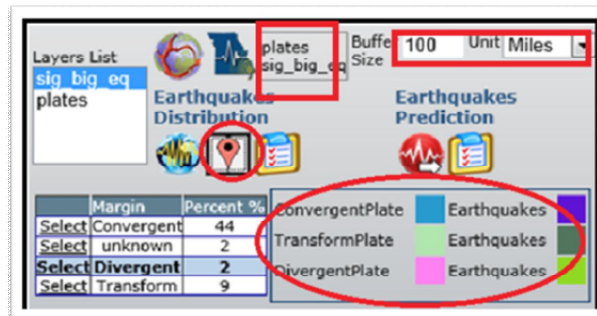 Layers List
sig_big_eq
plates
plates
sig_big_eq
Buffe
Size
100
Unit
Miles
Earthquakes
Distribution
Earthquakes
Prediction
Margin Percent %
Select Convergent 44
Select unknown 2
Select Divergent 2
Select Transform 9
ConvergentPlate Earthquakes
TransformPlate Earthquakes
DivergentPlate Earthquakes